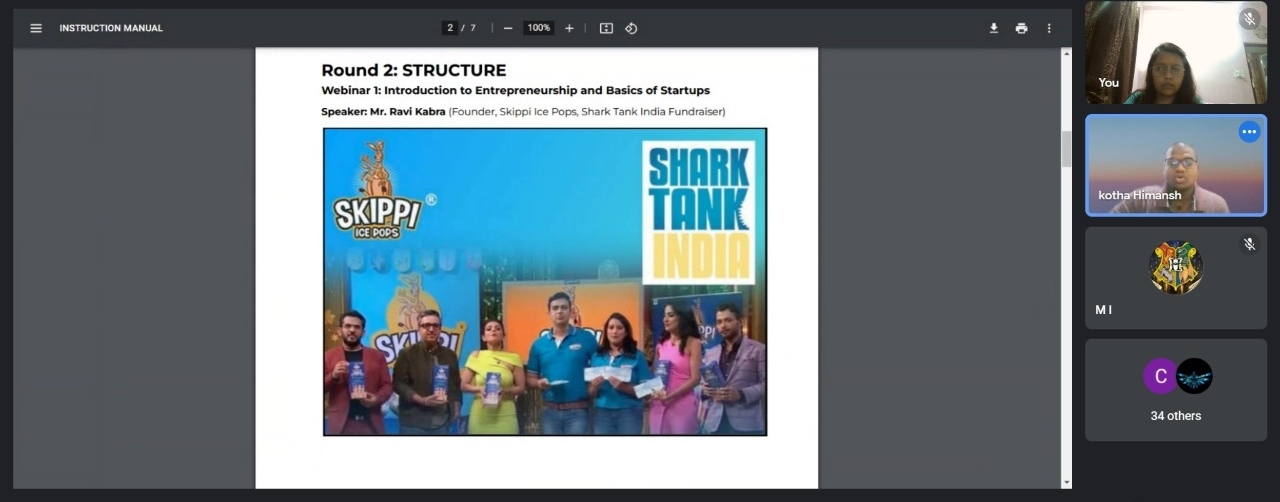 INSTRUCTION MANUAL
2 / 7
100%
Round 2: STRUCTURE
Webinar 1: Introduction to Entrepreneurship and Basics of Startups
Speaker: Mr. Ravi Kabra (Founder, Skippi Ice Pops, Shark Tank India Fundraiser)
SKIPPI
®
ICE POPS
SHARK
TANK
INDIA
You
kotha Himansh
M I
C
34 others